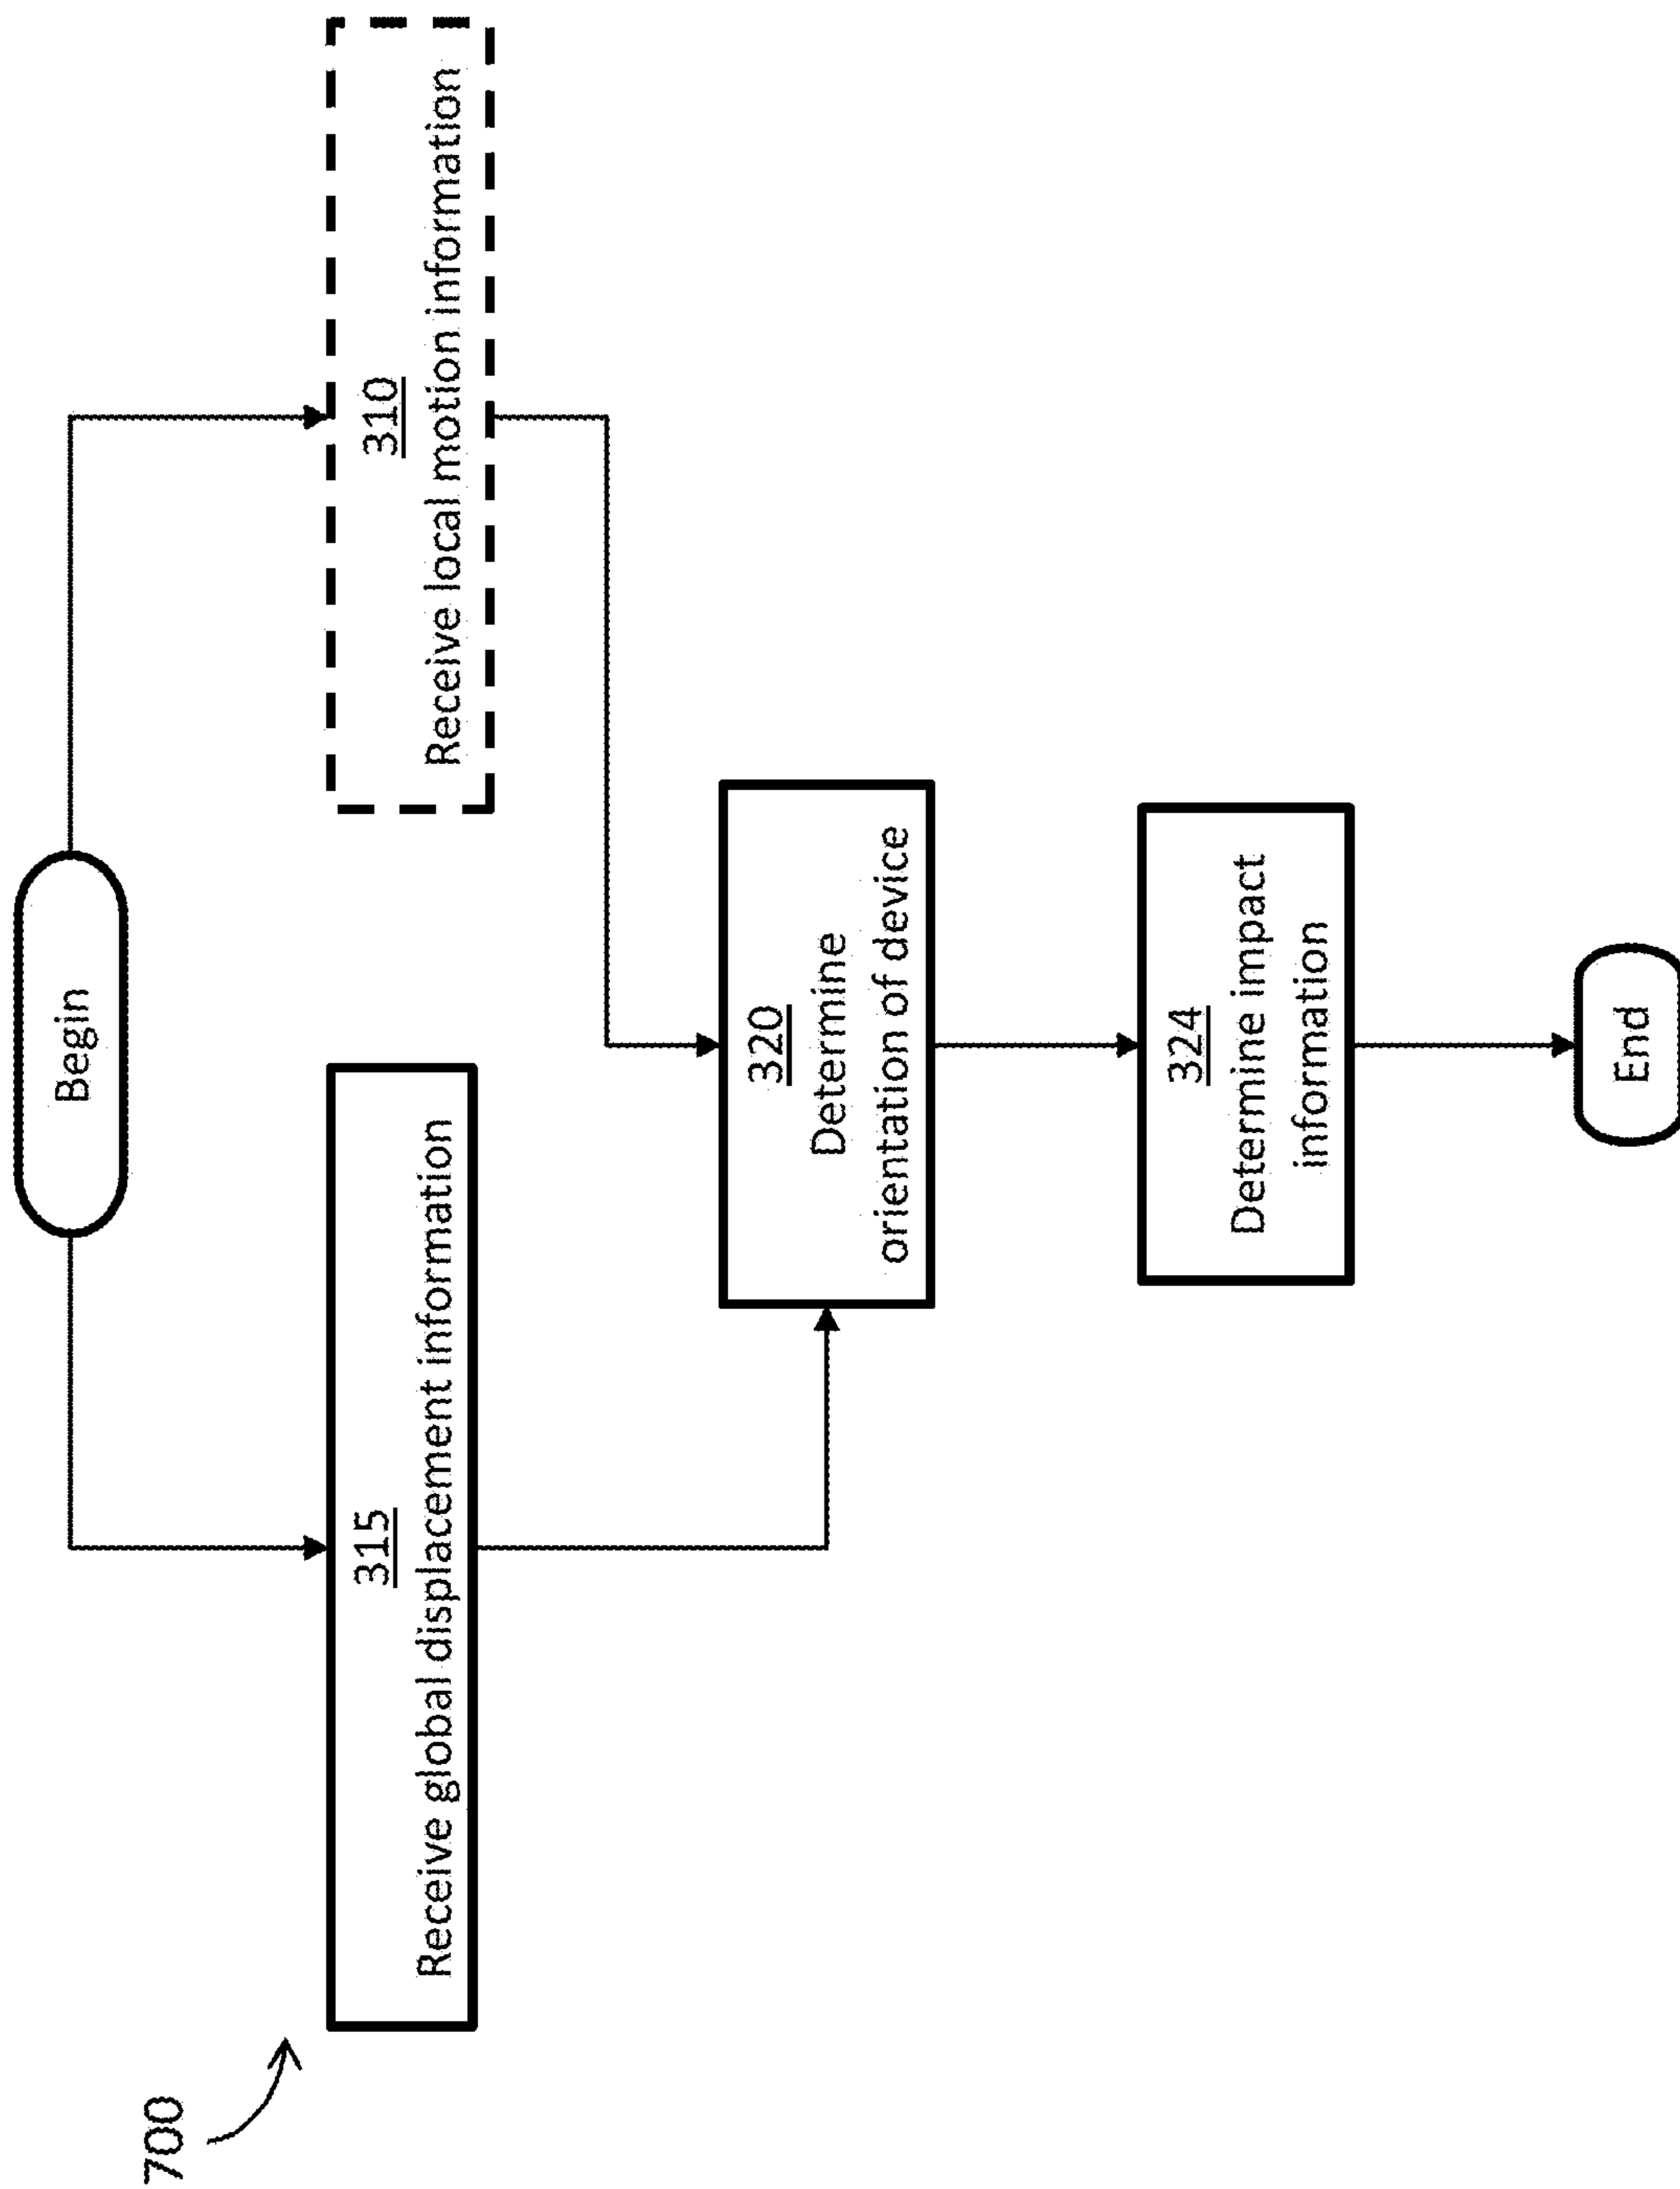 700
Begin
315
Receive global displacement information
310
Receive local motion information
320
Determine
orientation of device
324
Determine impact
information
End